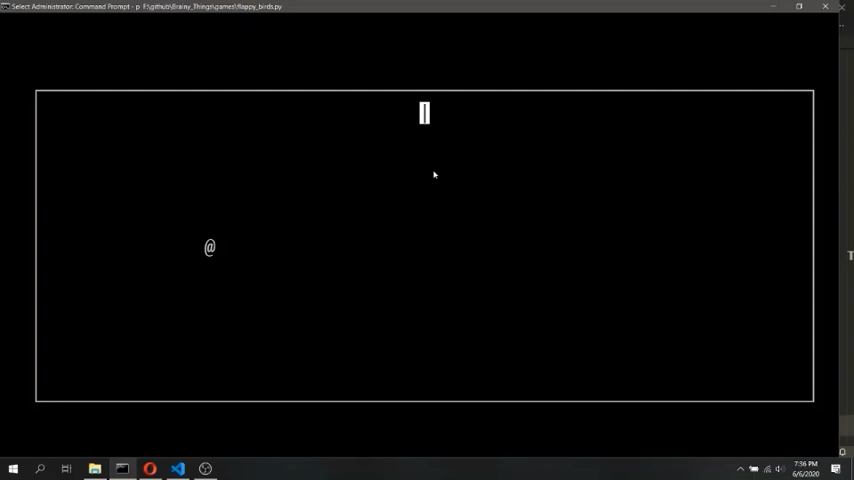 Select Administrator: Command Prompt - p F:\github\Brainy_Things\games\flappy_birds.py
|
@
T
7:36 PM
6/6/2020